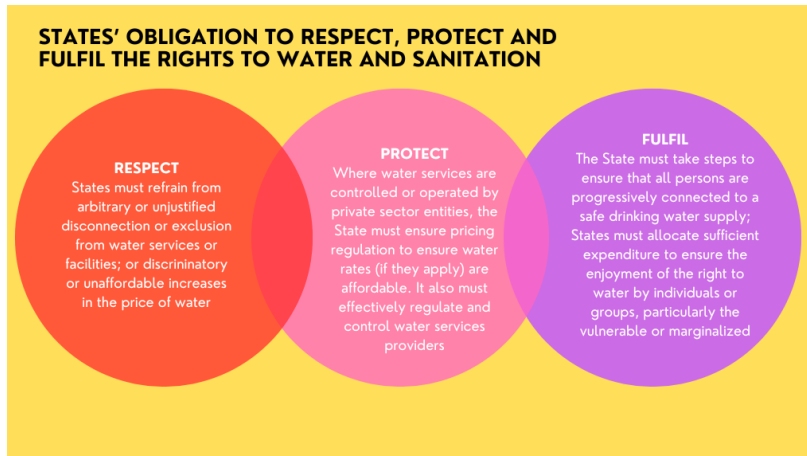 STATES' OBLIGATION TO RESPECT, PROTECT AND
FULFIL THE RIGHTS TO WATER AND SANITATION
RESPECT
States must refrain from
arbitrary or unjustified
disconnection or exclusion
from water services or
facilities; or discrininatory
or unaffordable increases
in the price of water
PROTECT
Where water services are
controlled or operated by
private sector entities, the
State must ensure pricing
regulation to ensure water
rates (if they apply) are
affordable. It also must
effectively regulate and
control water services
providers
FULFIL
The State must take steps to
ensure that all persons are
progressively connected to a
safe drinking water supply;
States must allocate sufficient
expenditure to ensure the
enjoyment of the right to
water by individuals or
groups, particularly the
vulnerable or marginalized